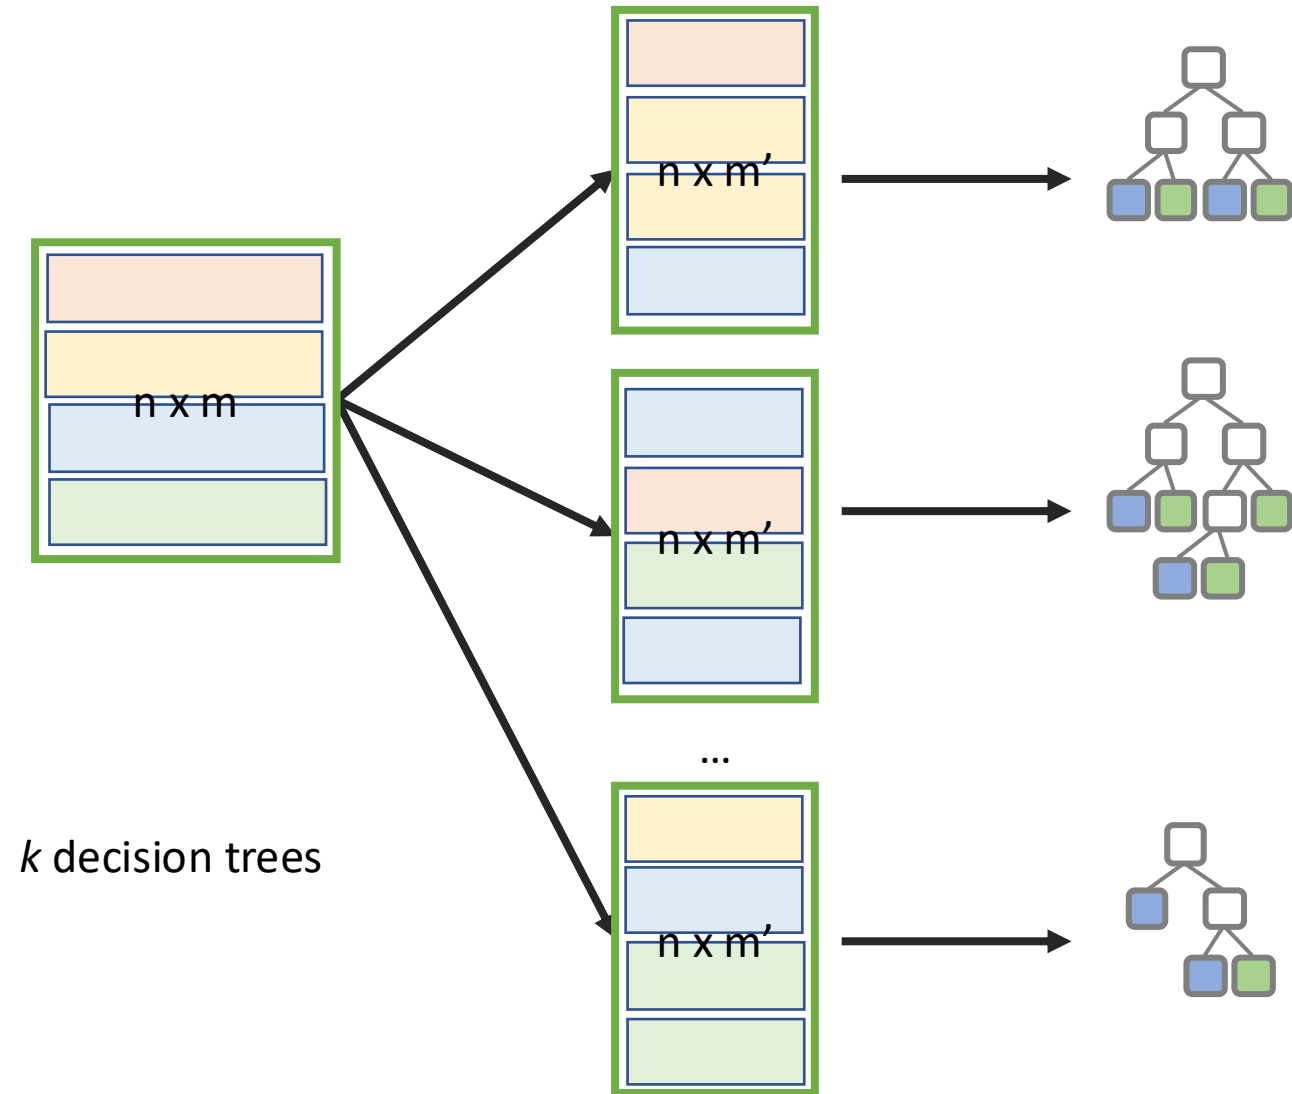 n x m’
n x m
n x m’
...
k decision trees
n x m’